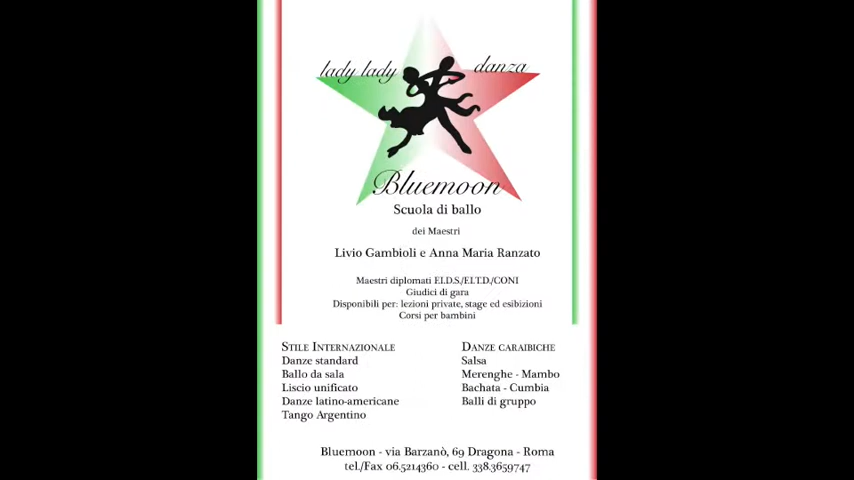 lady lady danza
Bluemoon
Scuola di ballo
dei Maestri
Livio Gambioli e Anna Maria Ranzato
Maestri diplomati F.I.D.S./F.I.T.D./CONI
Giudici di gara
Disponibili per: lezioni private, stage ed esibizioni
Corsi per bambini
Stile Internazionale
Danze standard
Ballo da sala
Liscio unificato
Danze latino-americane
Tango Argentino
Danze caraibiche
Salsa
Merenghe - Mambo
Bachata - Cumbia
Balli di gruppo
Bluemoon - via Barzanò, 69 Dragona - Roma
tel./Fax 06.5214360 - cell. 338.3659747